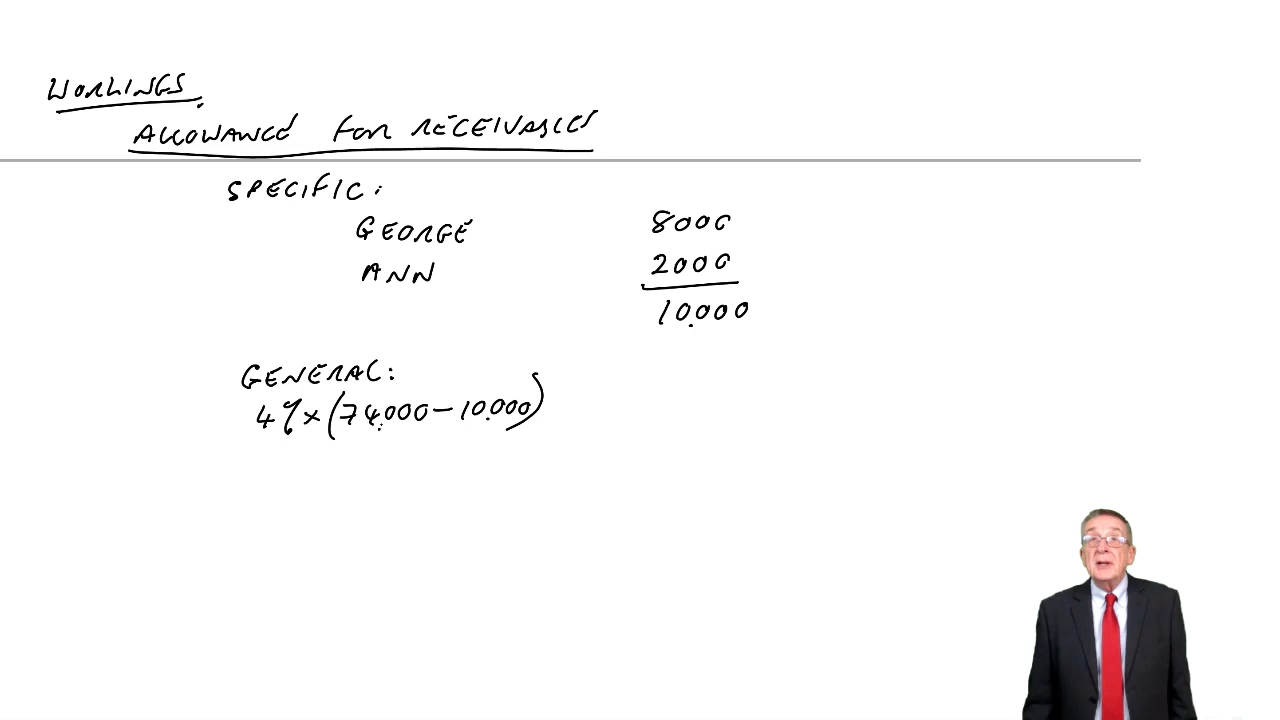 WORKINGS.
ALLOWANCE FOR RECEIVABLES
SPECIFIC:
GEORGE 8000
ANN 2000
10,000
GENERAL:
4% × (74,000 - 10,000)